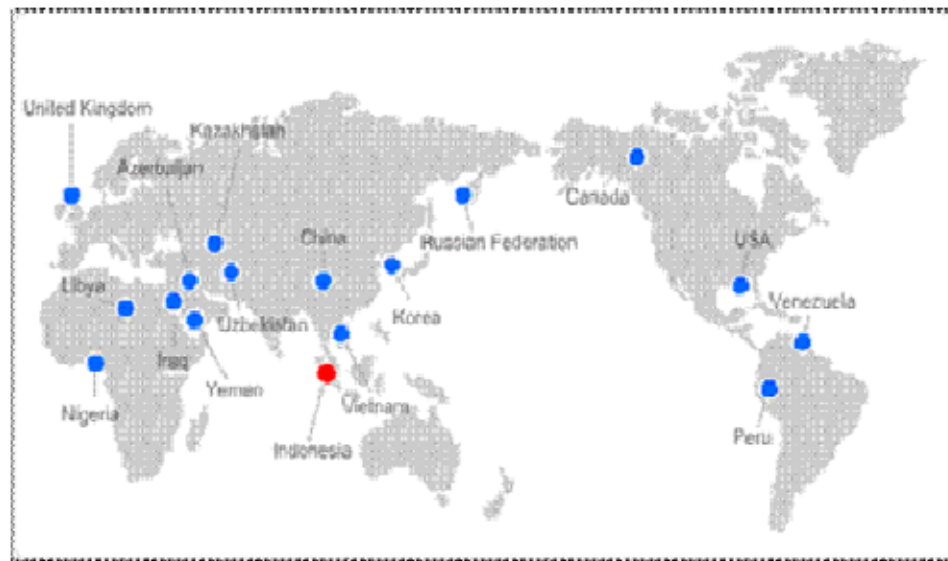 United Kingdom
Kazakhstan
Azerbaijan
Canada
China
Russian Federation
USA
Libya
Venezuela
Korea
Uzbekistan
Iraq
Yemen
Vietnam
Nigeria
Peru
Indonesia